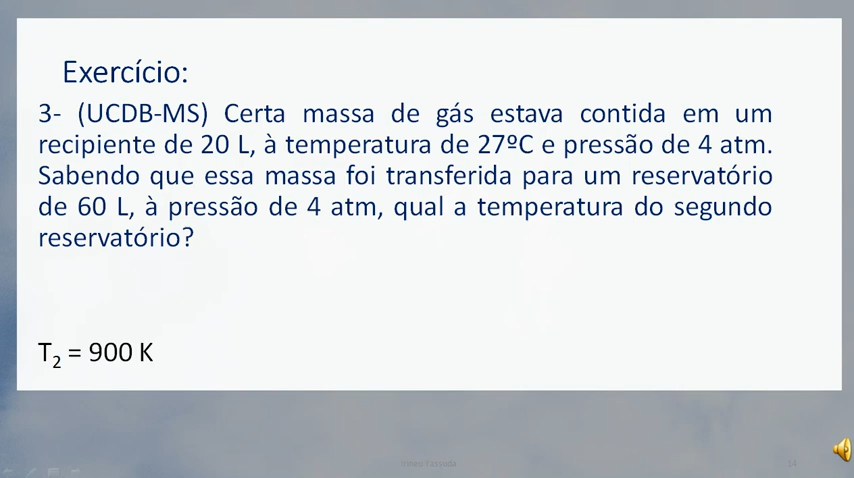 Exercício:
3- (UCDB-MS) Certa massa de gás estava contida em um
recipiente de 20 L, à temperatura de 27ºC e pressão de 4 atm.
Sabendo que essa massa foi transferida para um reservatório
de 60 L, à pressão de 4 atm, qual a temperatura do segundo
reservatório?
T₂ = 900 K
14